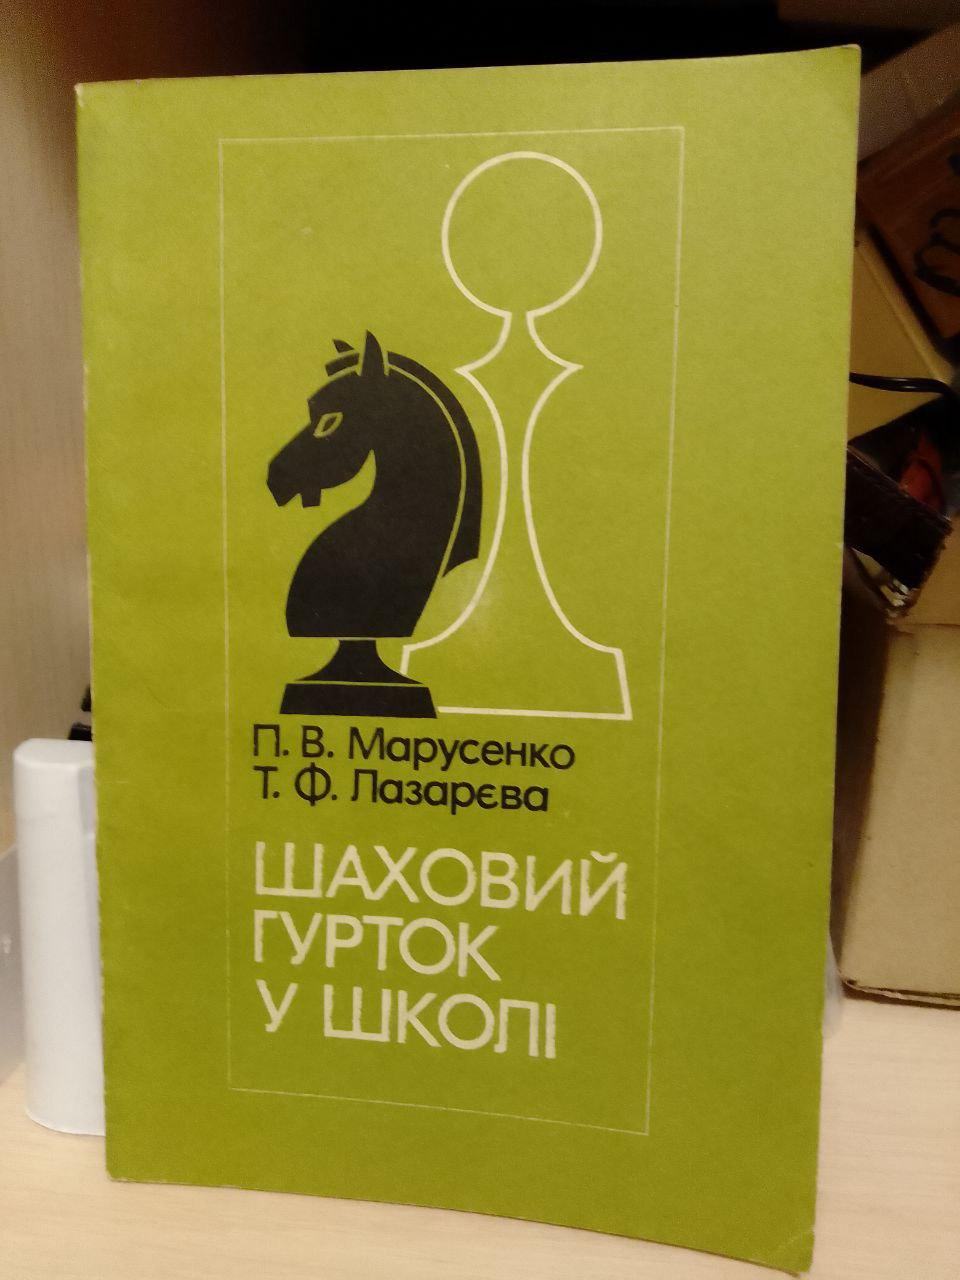 П. В. Марусенко
Т. Ф. Лазарєва
ШАХОВИЙ
ГУРТОК
У ШКОЛІ